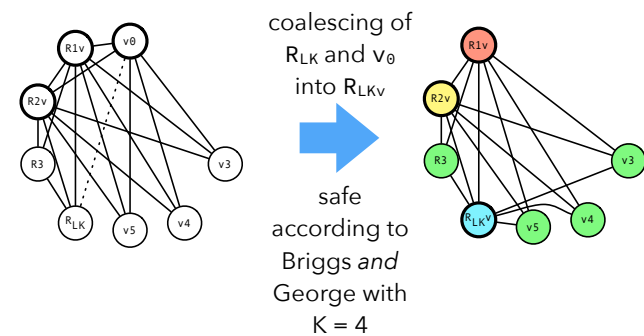 R1v
v0
R2v
R3
RLK
v5
v4
v3
coalescing of
RLK and v0
into RLKv
safe
according to
Briggs and
George with
K = 4
R1v
R2v
R3
RLKv
v5
v4
v3